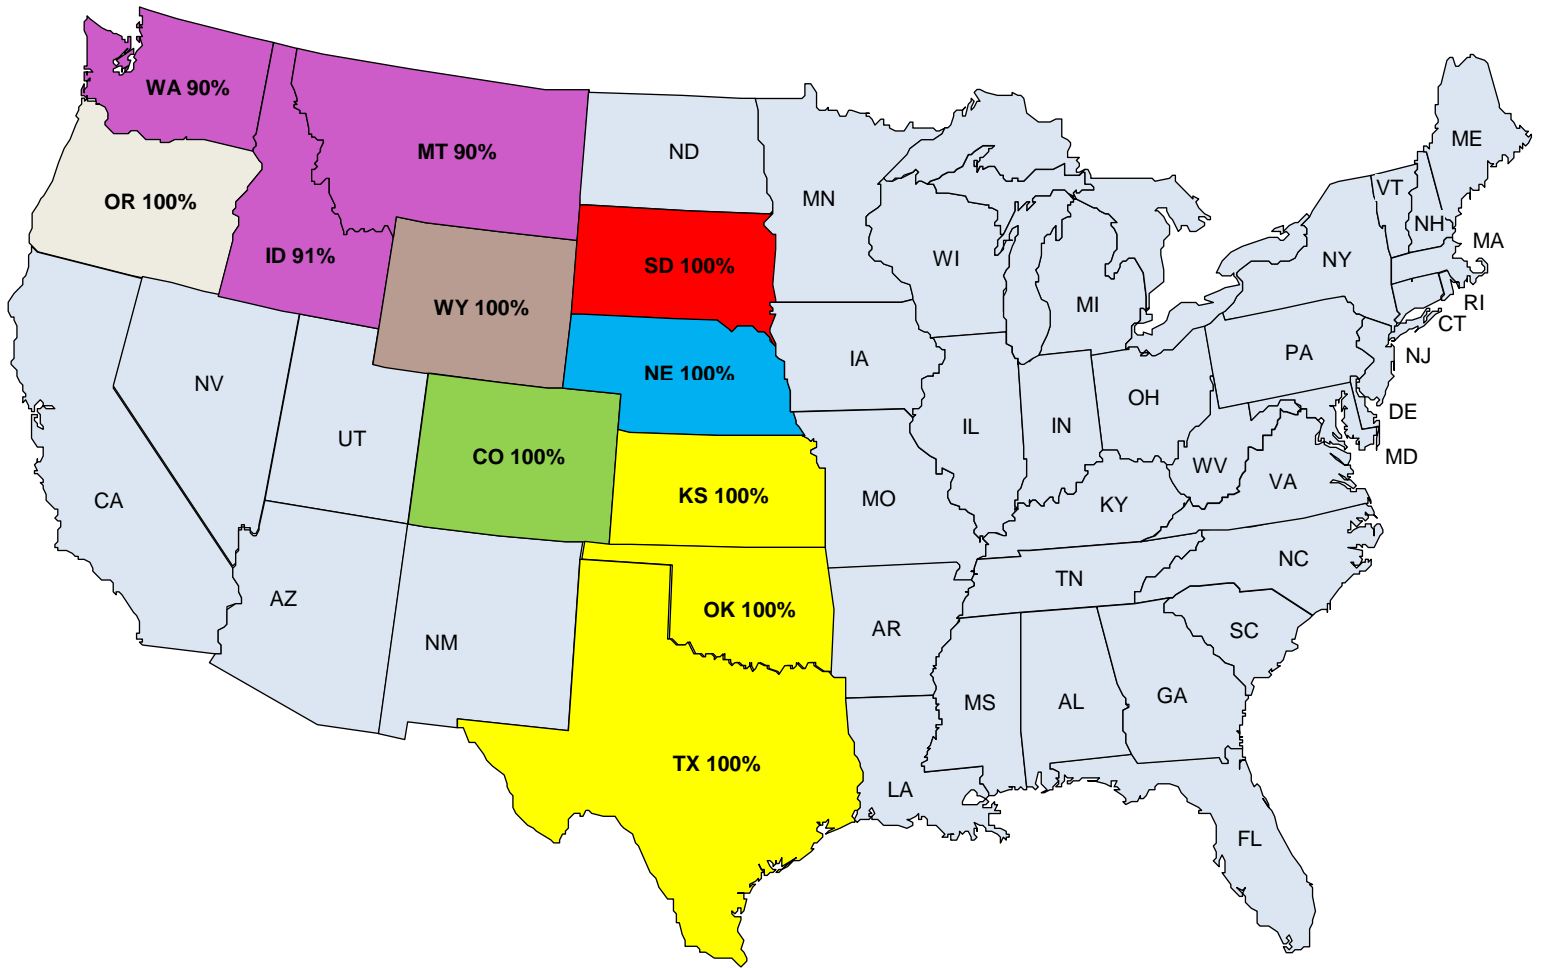 WA 90%
MT 90%
ND
ME
OR 100%
MN
VT
NH
MA
ID 91%
SD 100%
WI
NY
WY 100%
MI
RI
CT
NJ
NV
NE 100%
IA
PA
OH
DE
UT
CO 100%
IL
IN
MD
CA
KS 100%
MO
KY
WV
VA
AZ
NM
OK 100%
AR
TN
NC
SC
TX 100%
MS
AL
GA
LA
FL